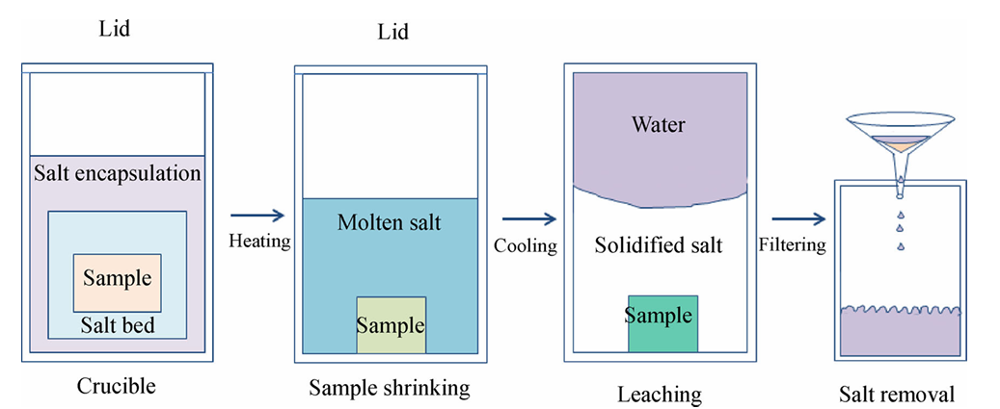 Lid
Salt encapsulation
Sample
Salt bed
Crucible
Heating
Lid
Molten salt
Sample
Sample shrinking
Cooling
Water
Solidified salt
Sample
Leaching
Filtering
Salt removal